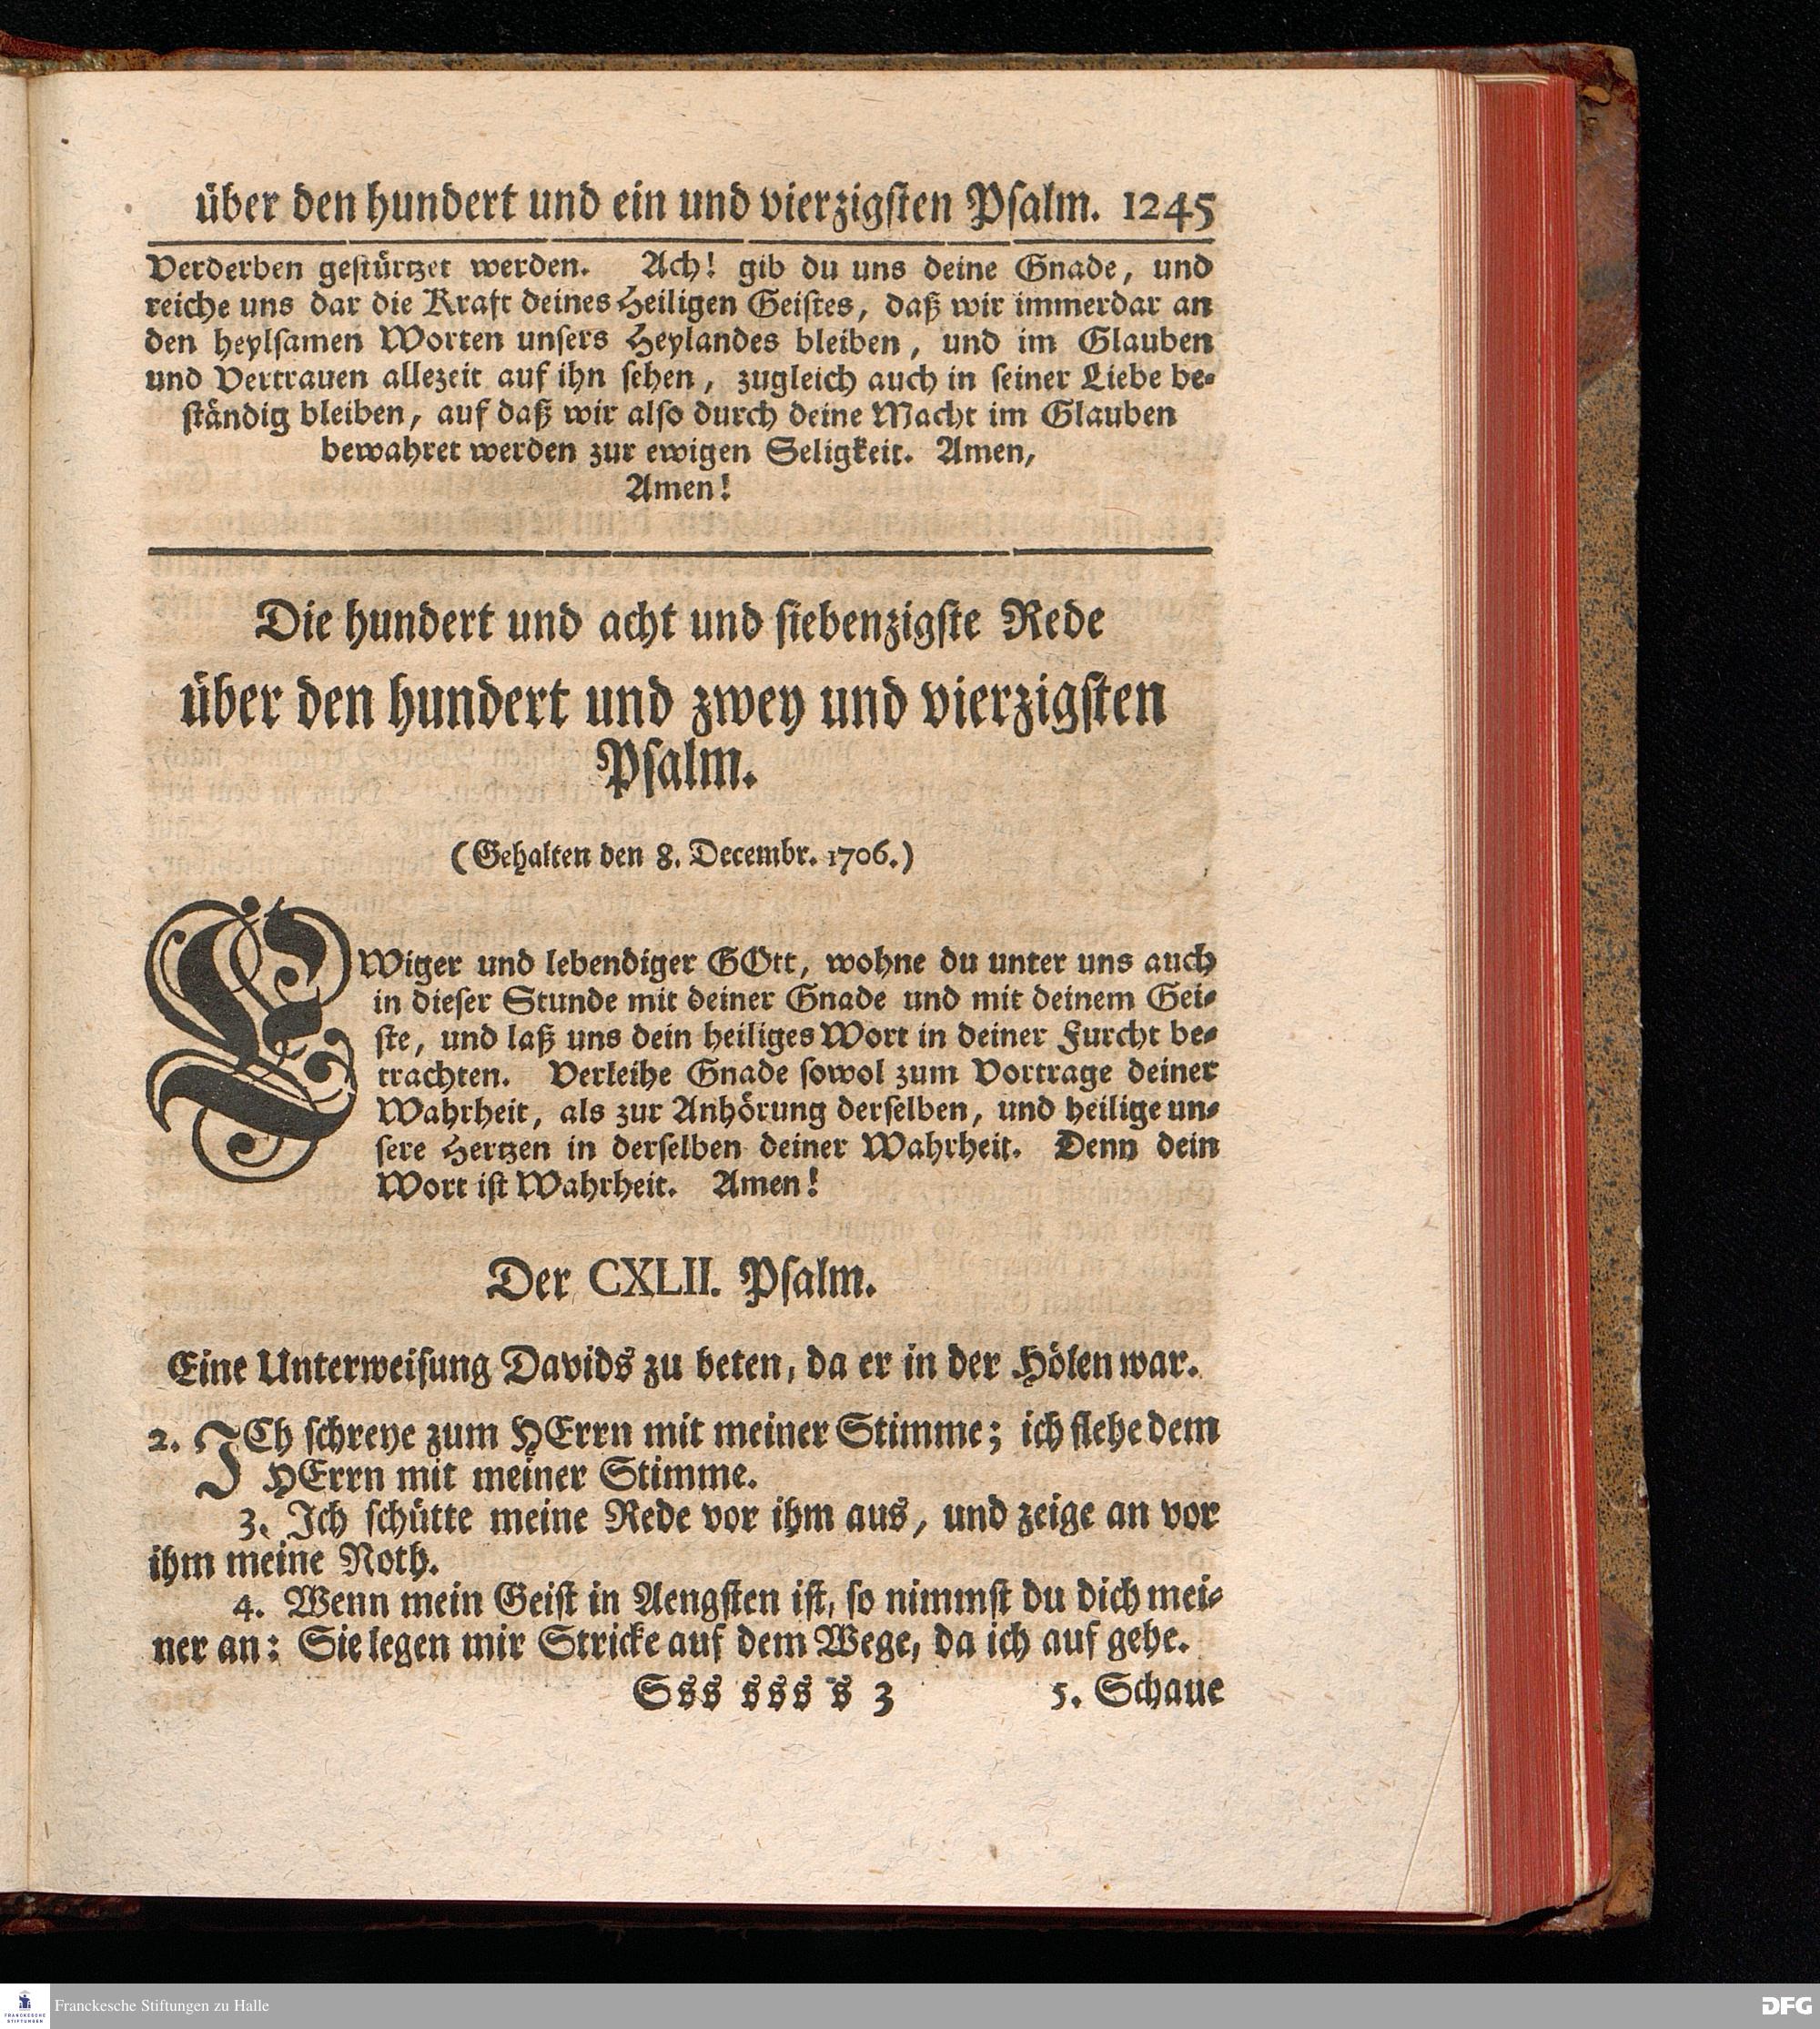 über den hundert und ein und vierzigsten Psalm. 1245
Verderben gestürtzet werden. Ach! gib du uns deine Gnade, und
reiche uns dar die Kraft deines Heiligen Geistes, daß wir immerdar an
den heylsamen Worten unsers Heylandes bleiben, und im Glauben
und Vertrauen allezeit auf ihn sehen, zugleich auch in seiner Liebe be-
ständig bleiben, auf daß wir also durch deine Macht im Glauben
bewahret werden zur ewigen Seligkeit. Amen,
Amen!
Die hundert und acht und siebenzigste Rede
über den hundert und zwey und vierzigsten
Psalm.
(Gehalten den 8. Decembr. 1706.)
EWiger und lebendiger GOtt, wohne du unter uns auch
in dieser Stunde mit deiner Gnade und mit deinem Gei-
ste, und laß uns dein heiliges Wort in deiner Furcht be-
trachten. Verleihe Gnade sowol zum Vortrage deiner
Wahrheit, als zur Anhörung derselben, und heilige un-
sere Hertzen in derselben deiner Wahrheit. Denn dein
Wort ist Wahrheit. Amen!
Der CXLII. Psalm.
Eine Unterweisung Davids zu beten, da er in der Hölen war.
2. ICh schreye zum HErrn mit meiner Stimme; ich flehe dem
HErrn mit meiner Stimme.
3. Ich schütte meine Rede vor ihm aus, und zeige an vor
ihm meine Noth.
4. Wenn mein Geist in Aengsten ist, so nimmst du dich mei-
ner an: Sie legen mir Stricke auf dem Wege, da ich auf gehe.
Sss sss s 3 5. Schaue
FRANCKESCHE
STIFTUNGEN
Franckesche Stiftungen zu Halle
DFG